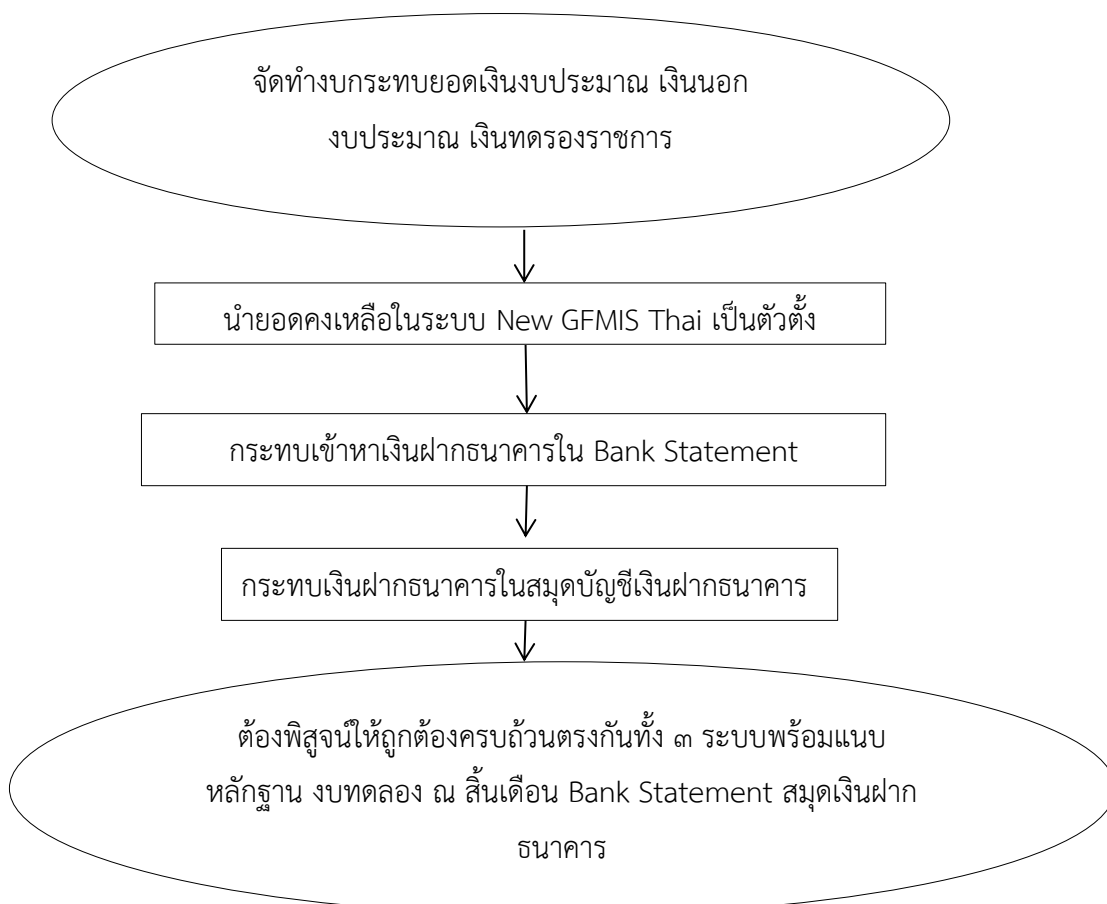 จัดทำงบกระทบยอดเงินงบประมาณ เงินนอก
งบประมาณ เงินทดรองราชการ
นำยอดคงเหลือในระบบ New GFMIS Thai เป็นตัวตั้ง
กระทบเข้าหาเงินฝากธนาคารใน Bank Statement
กระทบเงินฝากธนาคารในสมุดบัญชีเงินฝากธนาคาร
ต้องพิสูจน์ให้ถูกต้องครบถ้วนตรงกันทั้ง ๓ ระบบพร้อมแนบ
หลักฐาน งบทดลอง ณ สิ้นเดือน Bank Statement สมุดเงินฝาก
ธนาคาร